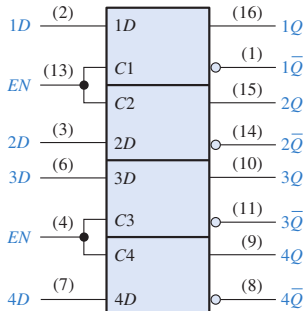 1D (2) 1D (16) 1Q
(13) C1 (1) 1Q̅
EN C2 (15) 2Q
2D (3) 2D (14) 2Q̅
3D (6) 3D (10) 3Q
(4) C3 (11) 3Q̅
EN C4 (9) 4Q
4D (7) 4D (8) 4Q̅